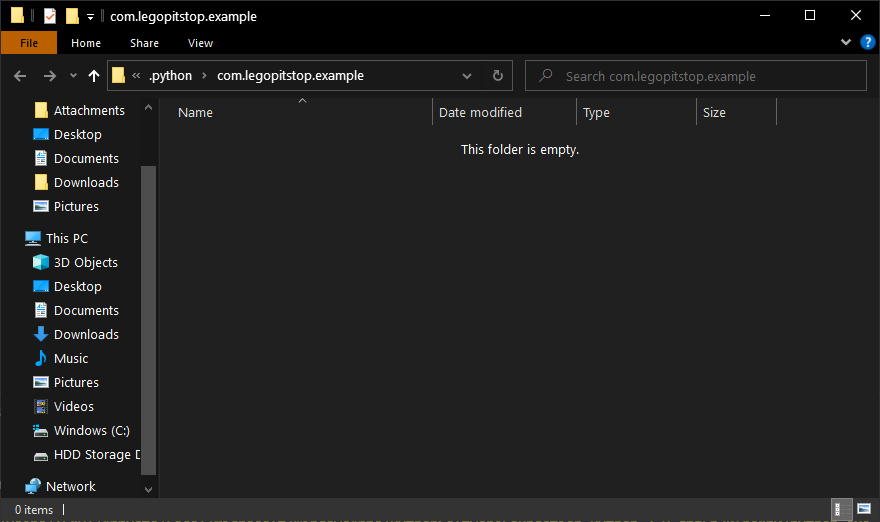 com.legopitstop.example
File Home Share View
.python com.legopitstop.example Search com.legopitstop.example
Name Date modified Type Size
This folder is empty.
Attachments
Desktop
Documents
Downloads
Pictures
This PC
3D Objects
Desktop
Documents
Downloads
Music
Pictures
Videos
Windows (C:)
HDD Storage D
Network
0 items